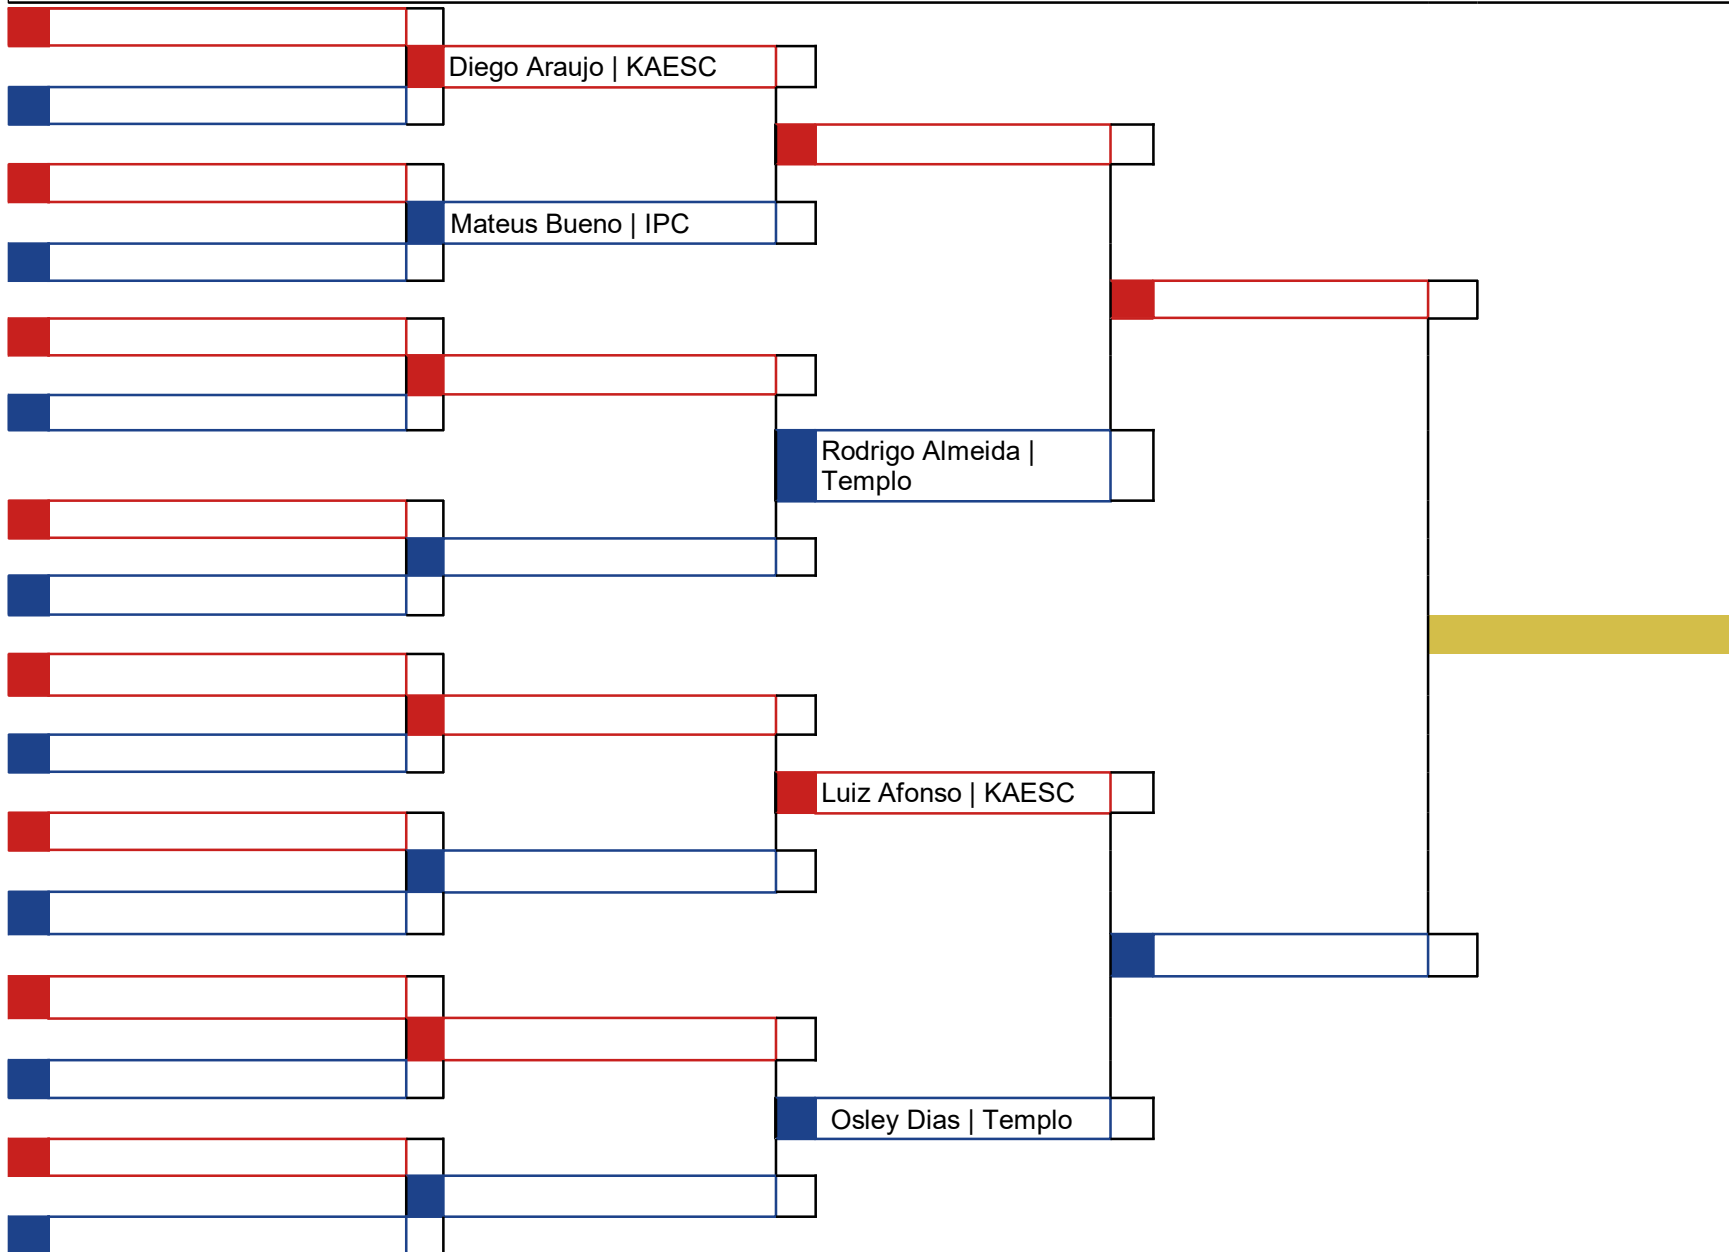 Diego Araujo | KAESC
Mateus Bueno | IPC
Rodrigo Almeida |
Templo
Luiz Afonso | KAESC
Osley Dias | Templo